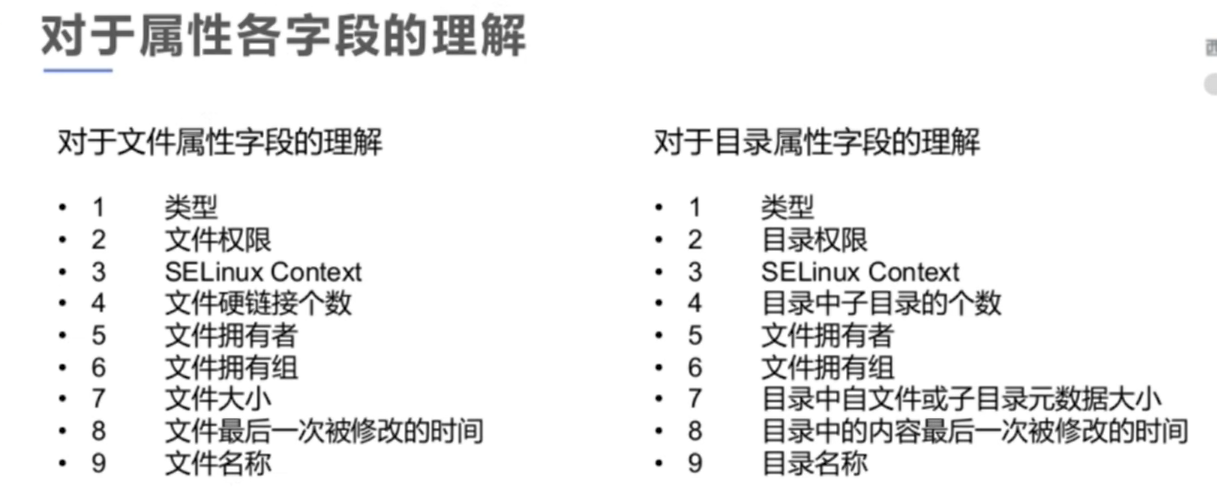 对于属性各字段的理解
对于文件属性字段的理解
• 1 类型
• 2 文件权限
• 3 SELinux Context
• 4 文件硬链接个数
• 5 文件拥有者
• 6 文件拥有组
• 7 文件大小
• 8 文件最后一次被修改的时间
• 9 文件名称
对于目录属性字段的理解
• 1 类型
• 2 目录权限
• 3 SELinux Context
• 4 目录中子目录的个数
• 5 文件拥有者
• 6 文件拥有组
• 7 目录中自文件或子目录元数据大小
• 8 目录中的内容最后一次被修改的时间
• 9 目录名称